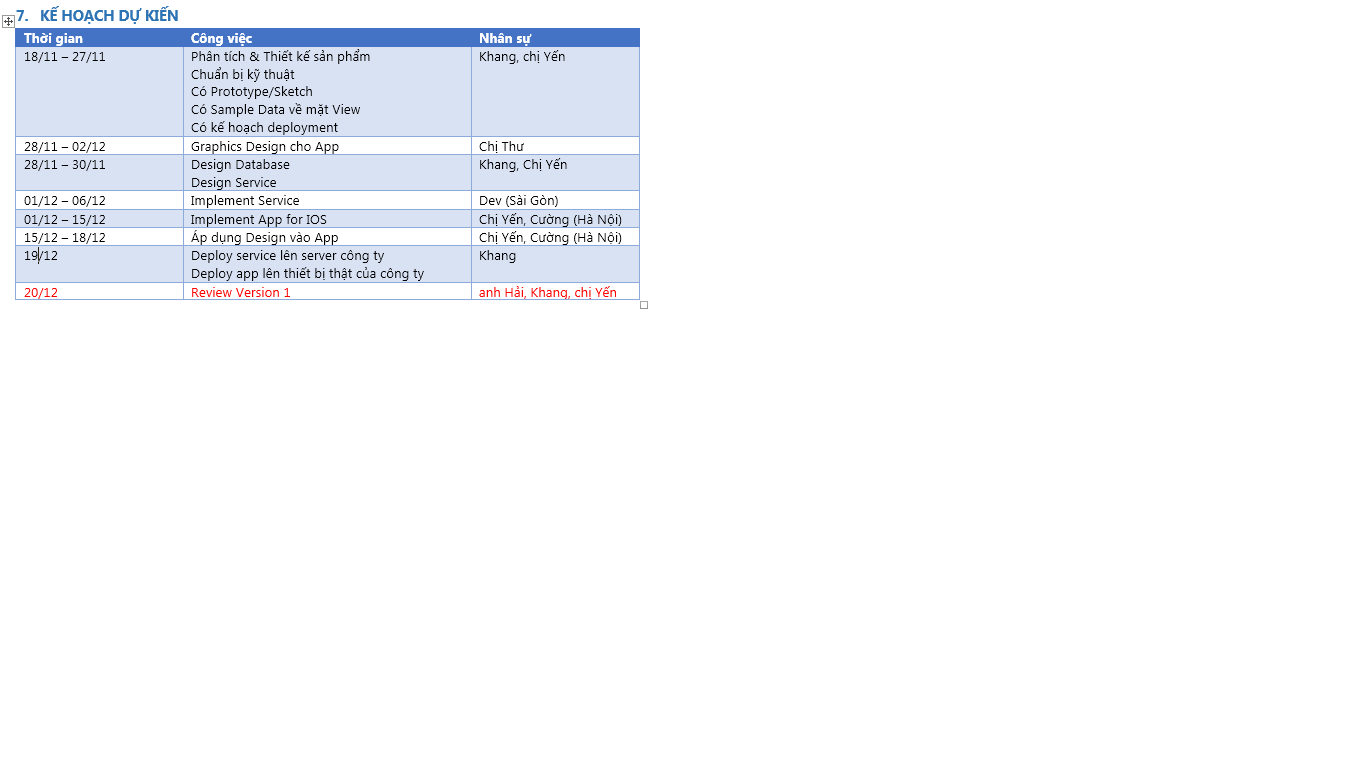 7. KẾ HOẠCH DỰ KIẾN
Thời gian Công việc Nhân sự
18/11 – 27/11 Phân tích & Thiết kế sản phẩm Khang, chị Yến
Chuẩn bị kỹ thuật
Có Prototype/Sketch
Có Sample Data về mặt View
Có kế hoạch deployment
28/11 – 02/12 Graphics Design cho App Chị Thư
28/11 – 30/11 Design Database Khang, Chị Yến
Design Service
01/12 – 06/12 Implement Service Dev (Sài Gòn)
01/12 – 15/12 Implement App for IOS Chị Yến, Cường (Hà Nội)
15/12 – 18/12 Áp dụng Design vào App Chị Yến, Cường (Hà Nội)
19/12 Deploy service lên server công ty Khang
Deploy app lên thiết bị thật của công ty
20/12 Review Version 1 anh Hải, Khang, chị Yến